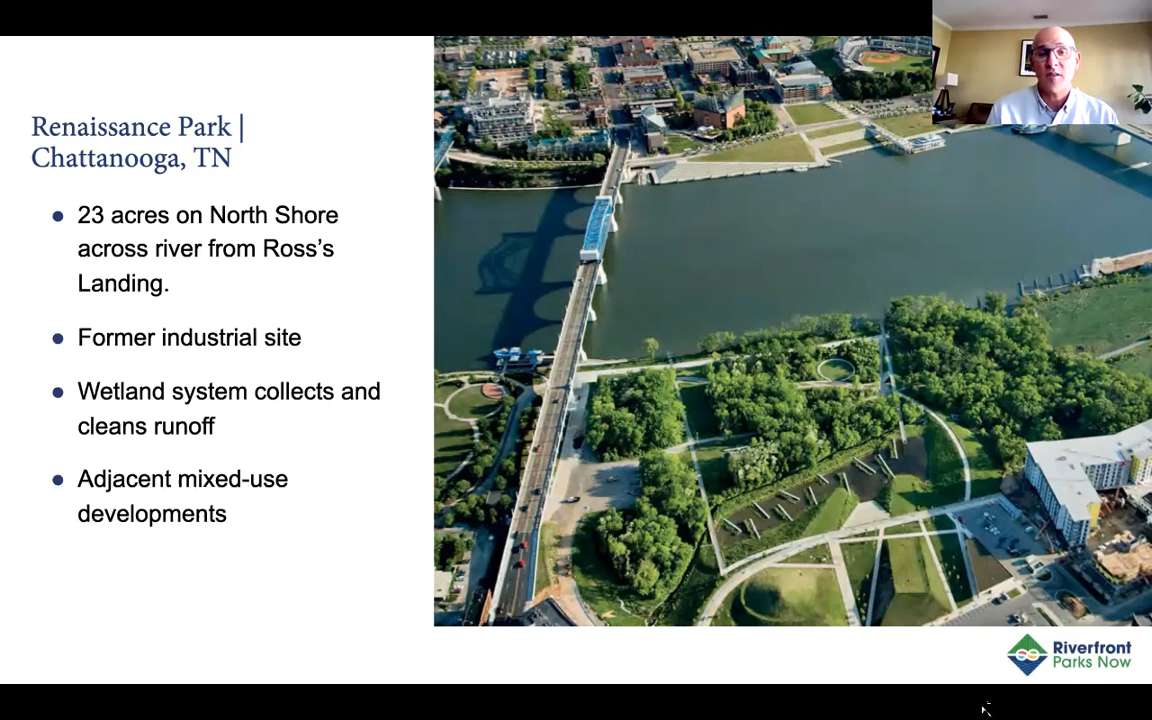 Renaissance Park |
Chattanooga, TN
● 23 acres on North Shore
across river from Ross’s
Landing.
● Former industrial site
● Wetland system collects and
cleans runoff
● Adjacent mixed-use
developments
Riverfront
Parks Now